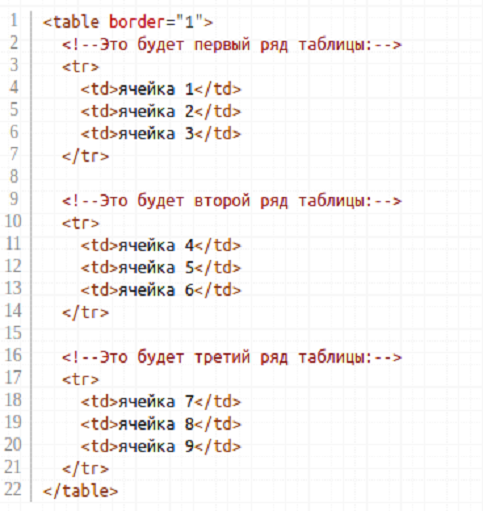 1 <table border="1">
2 <!--Это будет первый ряд таблицы:-->
3 <tr>
4 <td>ячейка 1</td>
5 <td>ячейка 2</td>
6 <td>ячейка 3</td>
7 </tr>
8
9 <!--Это будет второй ряд таблицы:-->
10 <tr>
11 <td>ячейка 4</td>
12 <td>ячейка 5</td>
13 <td>ячейка 6</td>
14 </tr>
15
16 <!--Это будет третий ряд таблицы:-->
17 <tr>
18 <td>ячейка 7</td>
19 <td>ячейка 8</td>
20 <td>ячейка 9</td>
21 </tr>
22 </table>